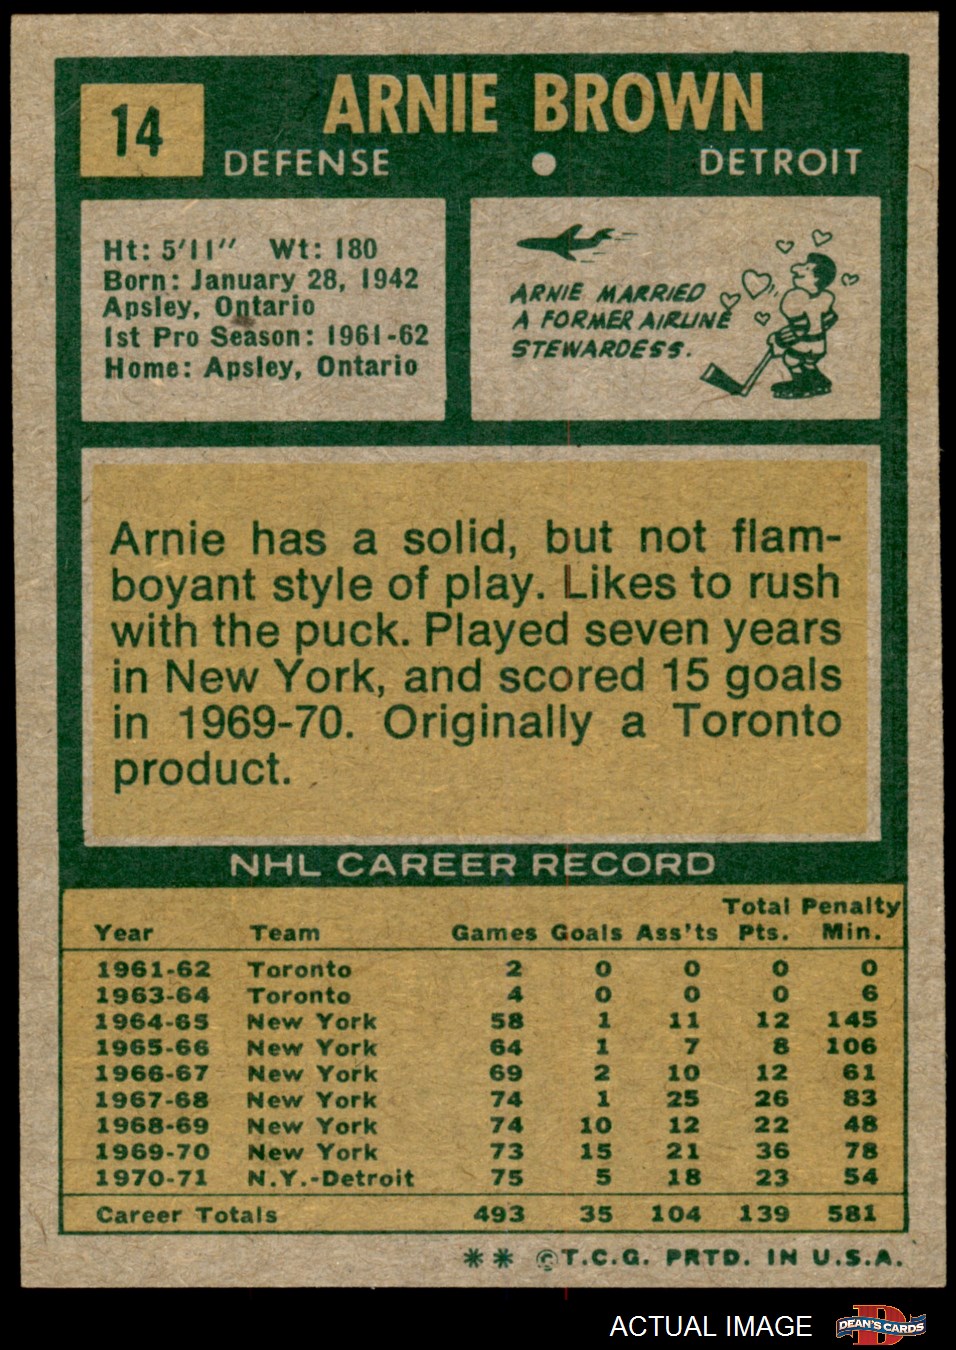 14
ARNIE BROWN
DEFENSE • DETROIT
Ht: 5'11" Wt: 180
Born: January 28, 1942
Apsley, Ontario
1st Pro Season: 1961-62
Home: Apsley, Ontario
ARNIE MARRIED
A FORMER AIRLINE
STEWARDESS.
Arnie has a solid, but not flam-
boyant style of play. Likes to rush
with the puck. Played seven years
in New York, and scored 15 goals
in 1969-70. Originally a Toronto
product.
NHL CAREER RECORD
Total Penalty
Year Team Games Goals Ass'ts Pts. Min.
1961-62 Toronto 2 0 0 0 0
1963-64 Toronto 4 0 0 0 6
1964-65 New York 58 1 11 12 145
1965-66 New York 64 1 7 8 106
1966-67 New York 69 2 10 12 61
1967-68 New York 74 1 25 26 83
1968-69 New York 74 10 12 22 48
1969-70 New York 73 15 21 36 78
1970-71 N.Y.-Detroit 75 5 18 23 54
Career Totals 493 35 104 139 581
** ©T.C.G. PRTD. IN U.S.A.
ACTUAL IMAGE
D
DEAN'S CARDS